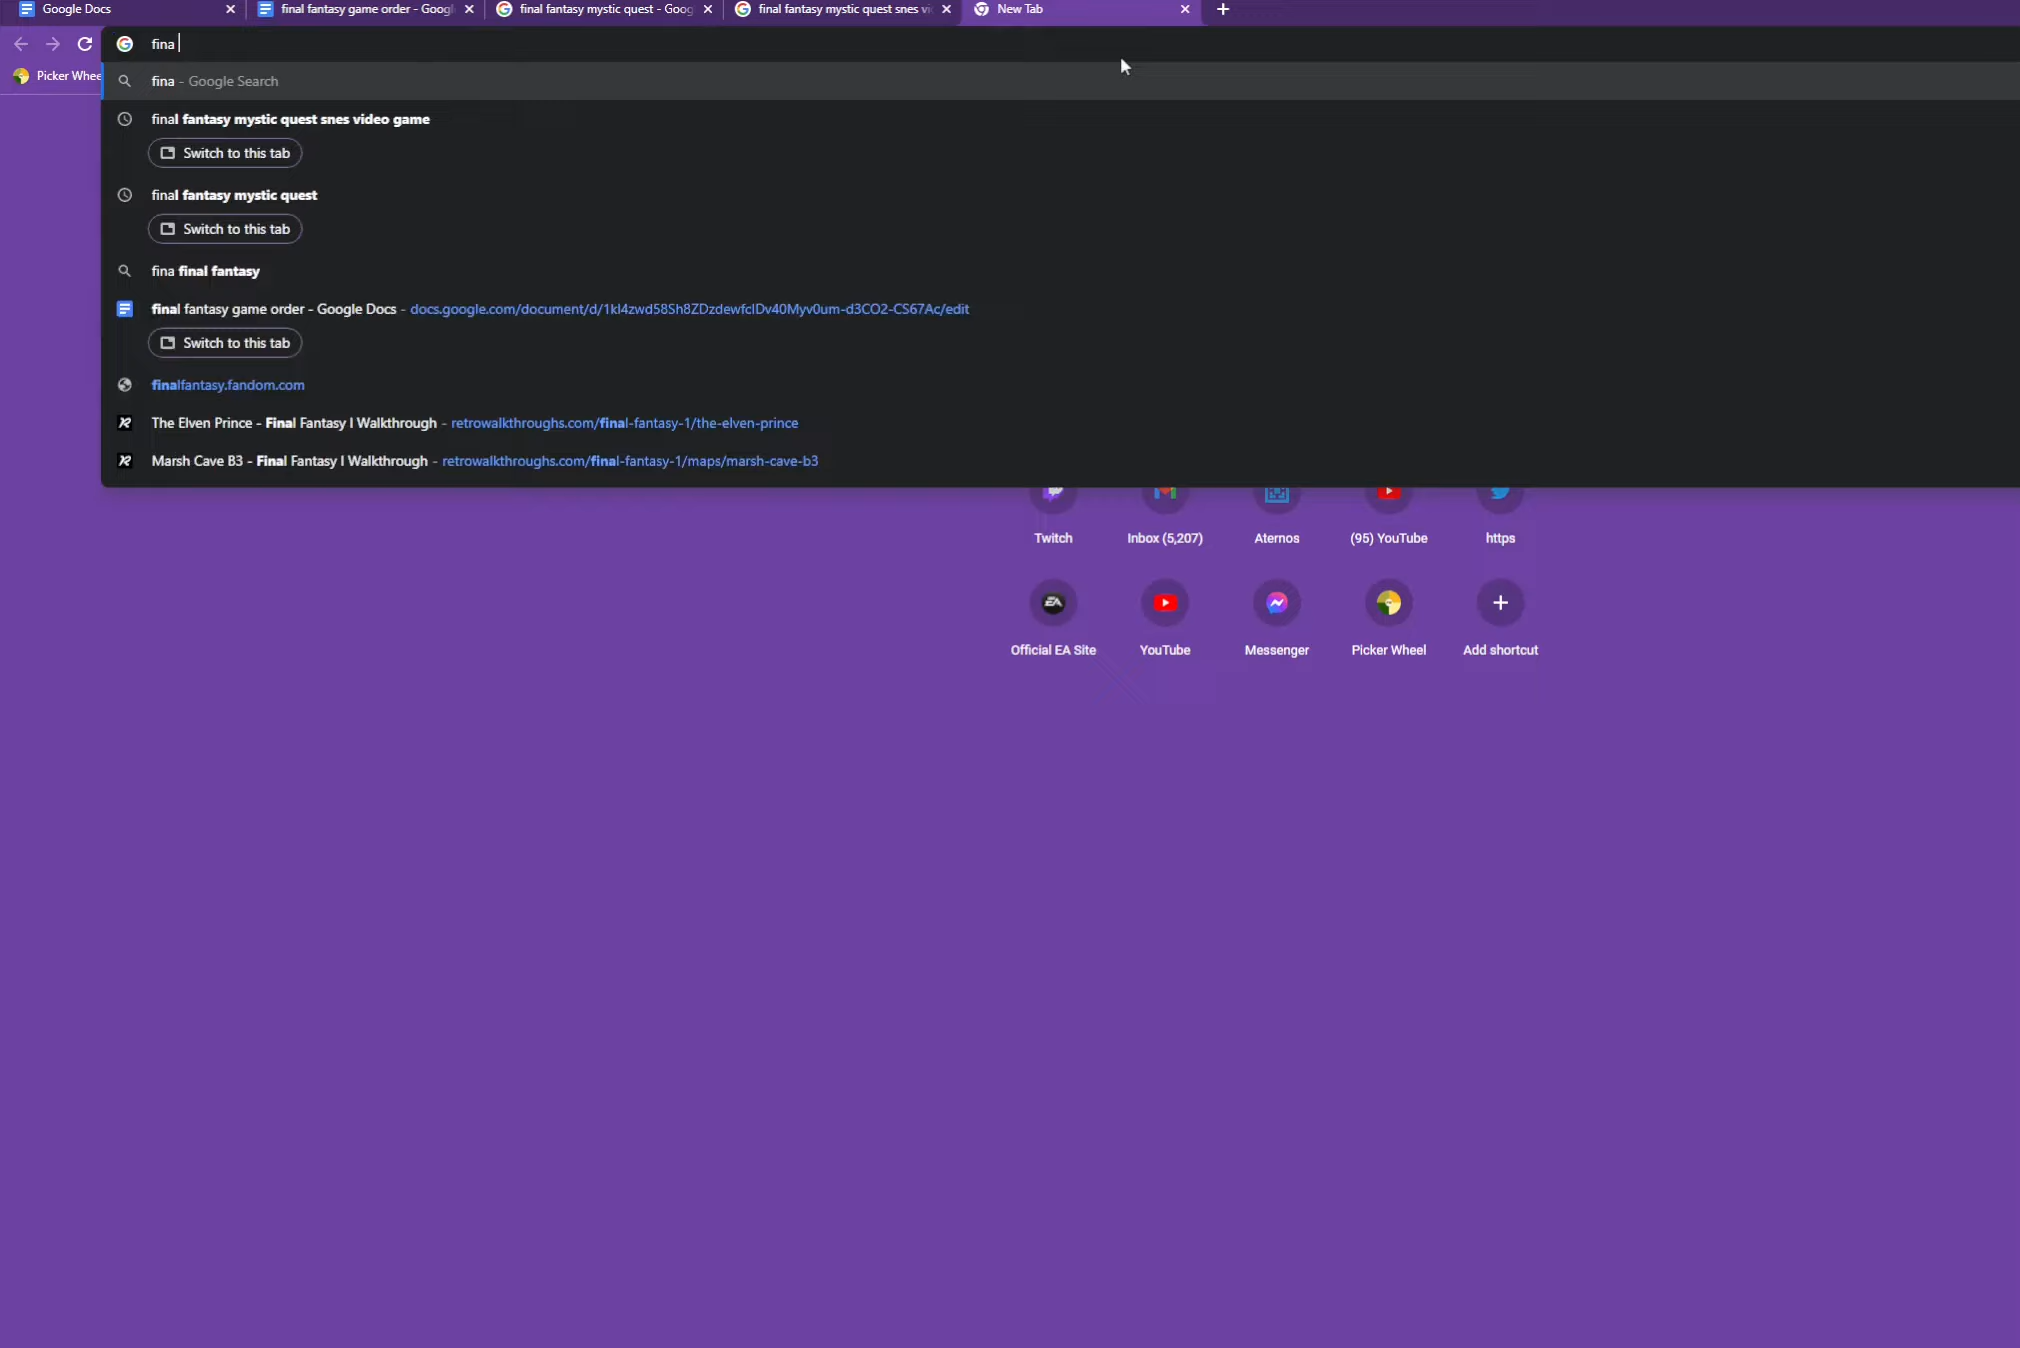 Google Docs
final fantasy game order - Googl
final fantasy mystic quest - Goog
final fantasy mystic quest snes vi
New Tab
fina
Picker Whee
fina - Google Search
final fantasy mystic quest snes video game
Switch to this tab
final fantasy mystic quest
Switch to this tab
fina final fantasy
final fantasy game order - Google Docs - docs.google.com/document/d/1kl4zwd58Sh8ZDzdewfclDv40Myv0um-d3CO2-CS67Ac/edit
Switch to this tab
finalfantasy.fandom.com
The Elven Prince - Final Fantasy I Walkthrough - retrowalkthroughs.com/final-fantasy-1/the-elven-prince
Marsh Cave B3 - Final Fantasy I Walkthrough - retrowalkthroughs.com/final-fantasy-1/maps/marsh-cave-b3
Twitch
Inbox (5,207)
Aternos
(95) YouTube
https
EA
Official EA Site
YouTube
Messenger
Picker Wheel
Add shortcut